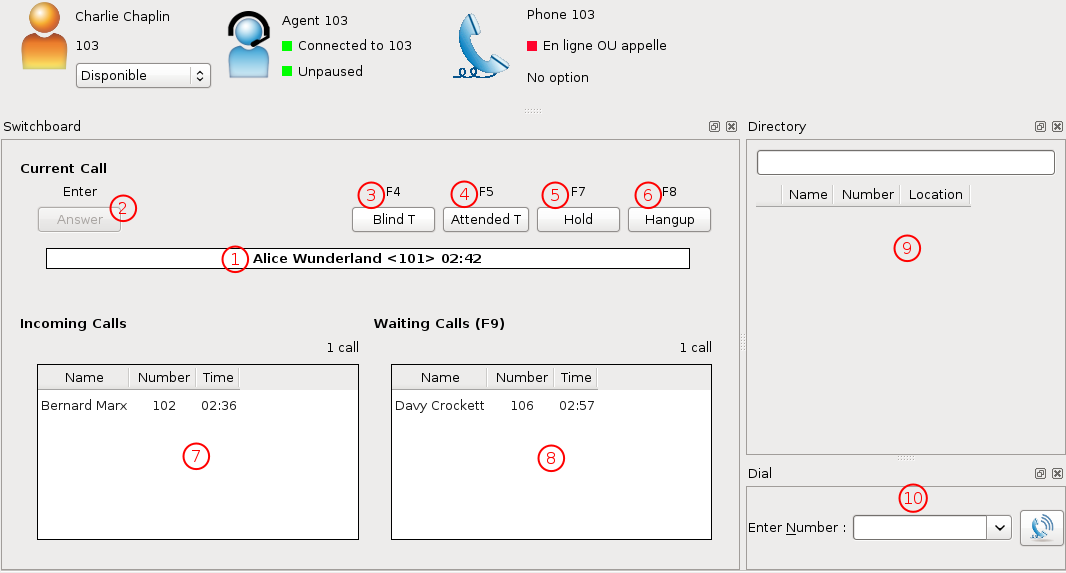 Charlie Chaplin
103
Disponible
Agent 103
Connected to 103
Unpaused
Phone 103
En ligne OU appelle
No option
Switchboard
Current Call
Enter
Answer
2
3 F4
Blind T
4 F5
Attended T
5 F7
Hold
6 F8
Hangup
1 Alice Wunderland <101> 02:42
Incoming Calls
1 call
Name Number Time
Bernard Marx 102 02:36
7
Waiting Calls (F9)
1 call
Name Number Time
Davy Crockett 106 02:57
8
Directory
Name Number Location
9
Dial
10
Enter Number :